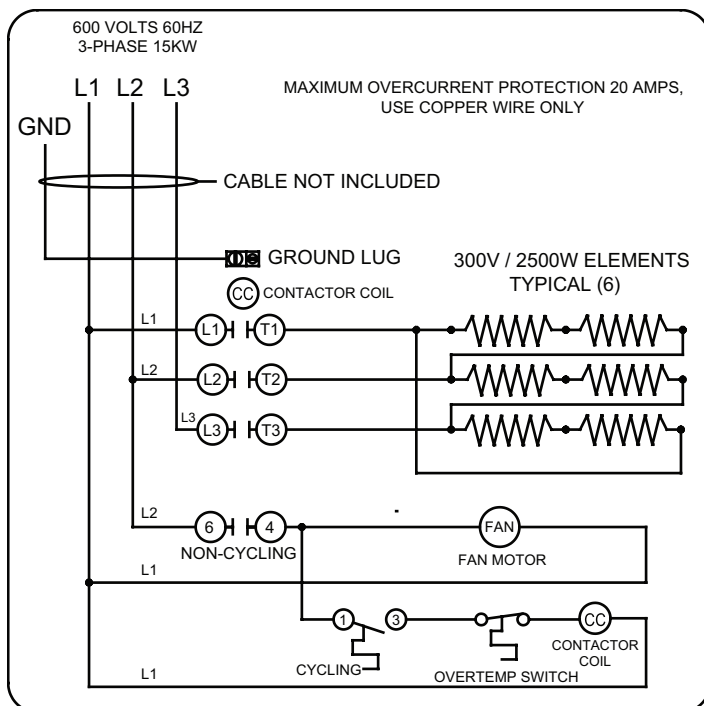 600 VOLTS 60HZ
3-PHASE 15KW
L1 L2 L3
MAXIMUM OVERCURRENT PROTECTION 20 AMPS,
USE COPPER WIRE ONLY
GND
CABLE NOT INCLUDED
GROUND LUG
300V / 2500W ELEMENTS
TYPICAL (6)
CC CONTACTOR COIL
L1 L1 T1
L2 L2 T2
L3 L3 T3
L2 6 4 FAN
NON-CYCLING
FAN MOTOR
L1
1 3 CC
CONTACTOR
COIL
CYCLING
OVERTEMP SWITCH
L1